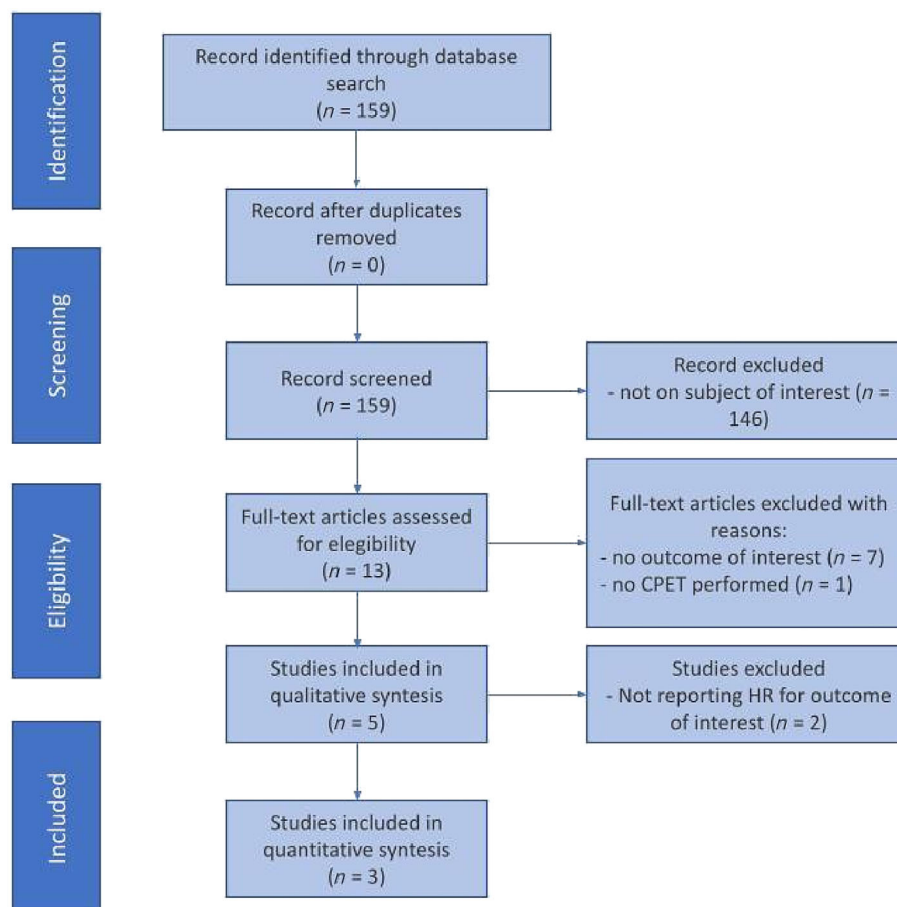 Identification
Record identified through database
search
(n = 159)
Record after duplicates
removed
(n = 0)
Screening
Record screened
(n = 159)
Record excluded
- not on subject of interest (n =
146)
Eligibility
Full-text articles assessed
for elegibility
(n = 13)
Full-text articles excluded with
reasons:
- no outcome of interest (n = 7)
- no CPET performed (n = 1)
Studies included in
qualitative syntesis
(n = 5)
Studies excluded
- Not reporting HR for outcome
of interest (n = 2)
Included
Studies included in
quantitative syntesis
(n = 3)